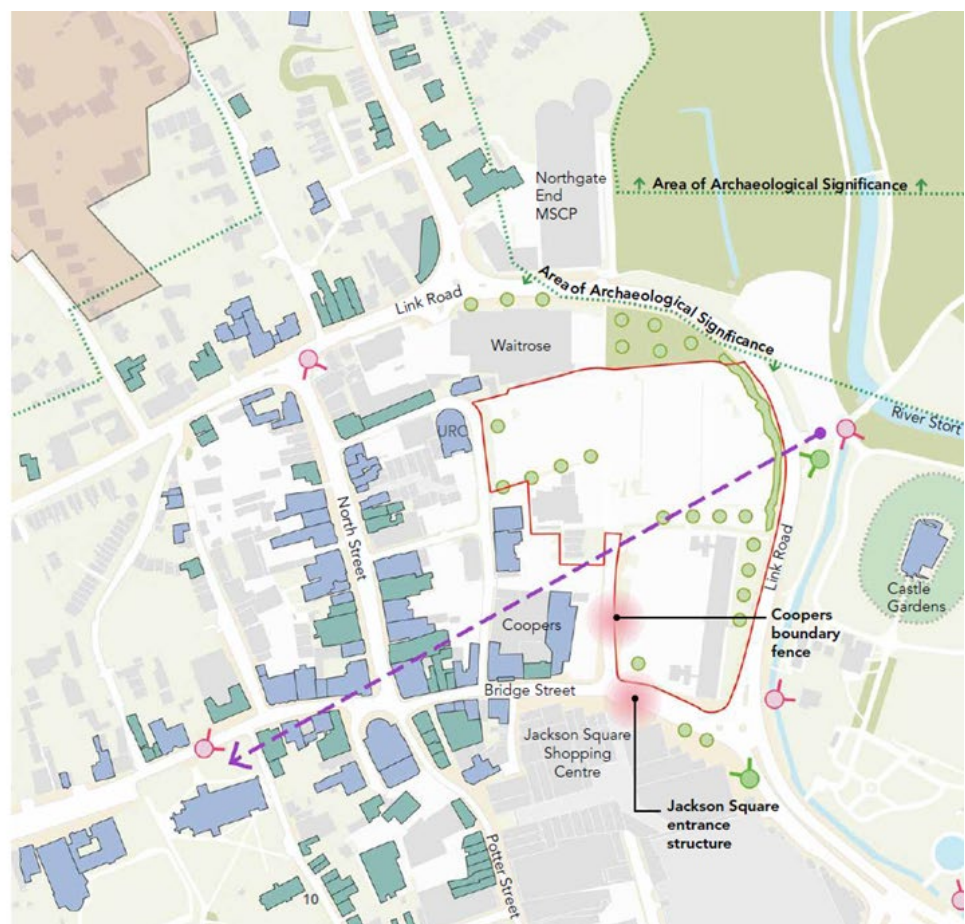 Northgate
End
MSCP
Area of Archaeological Significance
Area of Archaeological Significance
Link Road
Waitrose
River Stort
URC
North Street
Link Road
Castle
Gardens
Coopers
Coopers
boundary
fence
Bridge Street
Jackson Square
Shopping
Centre
Jackson Square
entrance
structure
Potter Street
10